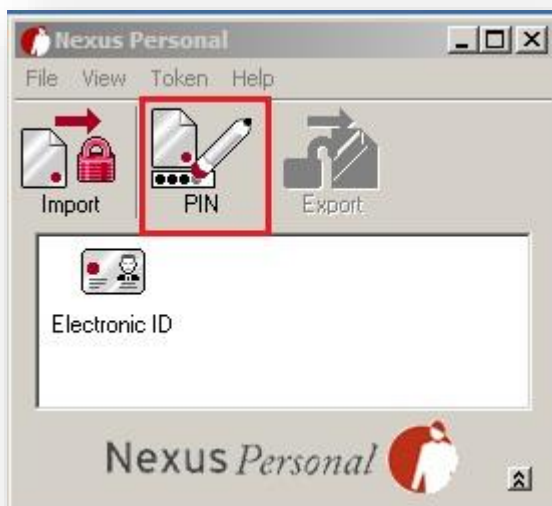 Nexus Personal
File View Token Help
Import PIN Export
Electronic ID
Nexus Personal